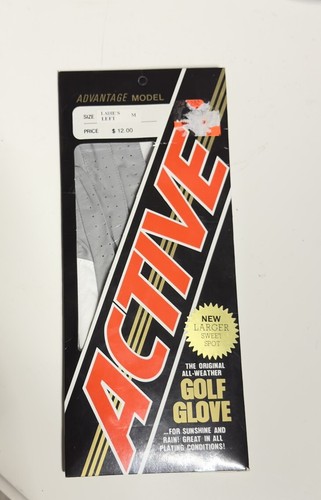 ADVANTAGE MODEL
SIZE LADIE'S M
LEFT
PRICE $ 12.00
ACTIVE
NEW
LARGER
SWEET
SPOT
THE ORIGINAL
ALL-WEATHER
GOLF
GLOVE
...FOR SUNSHINE AND
RAIN! GREAT IN ALL
PLAYING CONDITIONS!